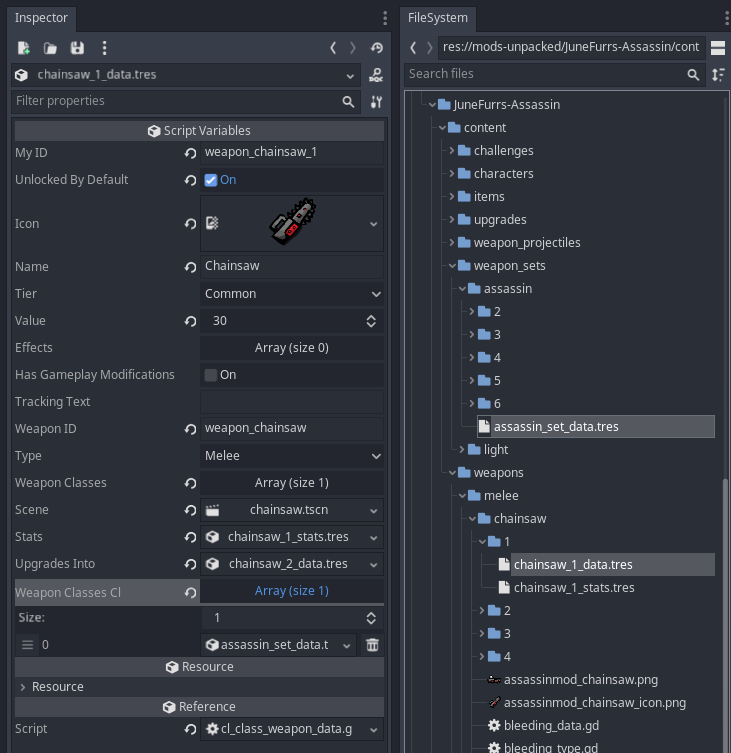 Inspector
chainsaw_1_data.tres
Filter properties
Script Variables
My ID
weapon_chainsaw_1
Unlocked By Default
On
Icon
Name
Chainsaw
Tier
Common
Value
30
Effects
Array (size 0)
Has Gameplay Modifications
On
Tracking Text
Weapon ID
weapon_chainsaw
Type
Melee
Weapon Classes
Array (size 1)
Scene
chainsaw.tscn
Stats
chainsaw_1_stats.tres
Upgrades Into
chainsaw_2_data.tres
Weapon Classes Cl
Array (size 1)
Size:
1
0
assassin_set_data.t
Resource
Resource
Reference
Script
cl_class_weapon_data.g
FileSystem
res://mods-unpacked/JuneFurrs-Assassin/cont
Search files
JuneFurrs-Assassin
content
challenges
characters
items
upgrades
weapon_projectiles
weapon_sets
assassin
2
3
4
5
6
assassin_set_data.tres
light
weapons
melee
chainsaw
1
chainsaw_1_data.tres
chainsaw_1_stats.tres
2
3
4
assassinmod_chainsaw.png
assassinmod_chainsaw_icon.png
bleeding_data.gd
bleeding_type.gd